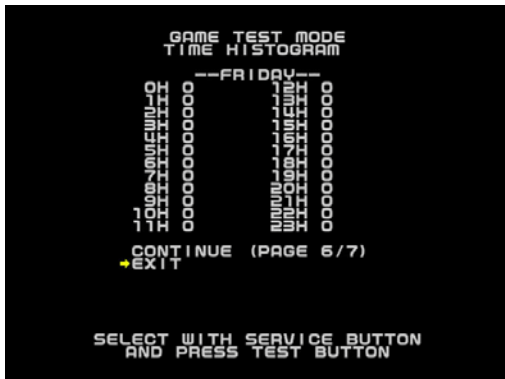 GAME TEST MODE
TIME HISTOGRAM
--FRIDAY--
0H 0 12H 0
1H 0 13H 0
2H 0 14H 0
3H 0 15H 0
4H 0 16H 0
5H 0 17H 0
6H 0 18H 0
7H 0 19H 0
8H 0 20H 0
9H 0 21H 0
10H 0 22H 0
11H 0 23H 0
CONTINUE (PAGE 6/7)
➡EXIT
SELECT WITH SERVICE BUTTON
AND PRESS TEST BUTTON